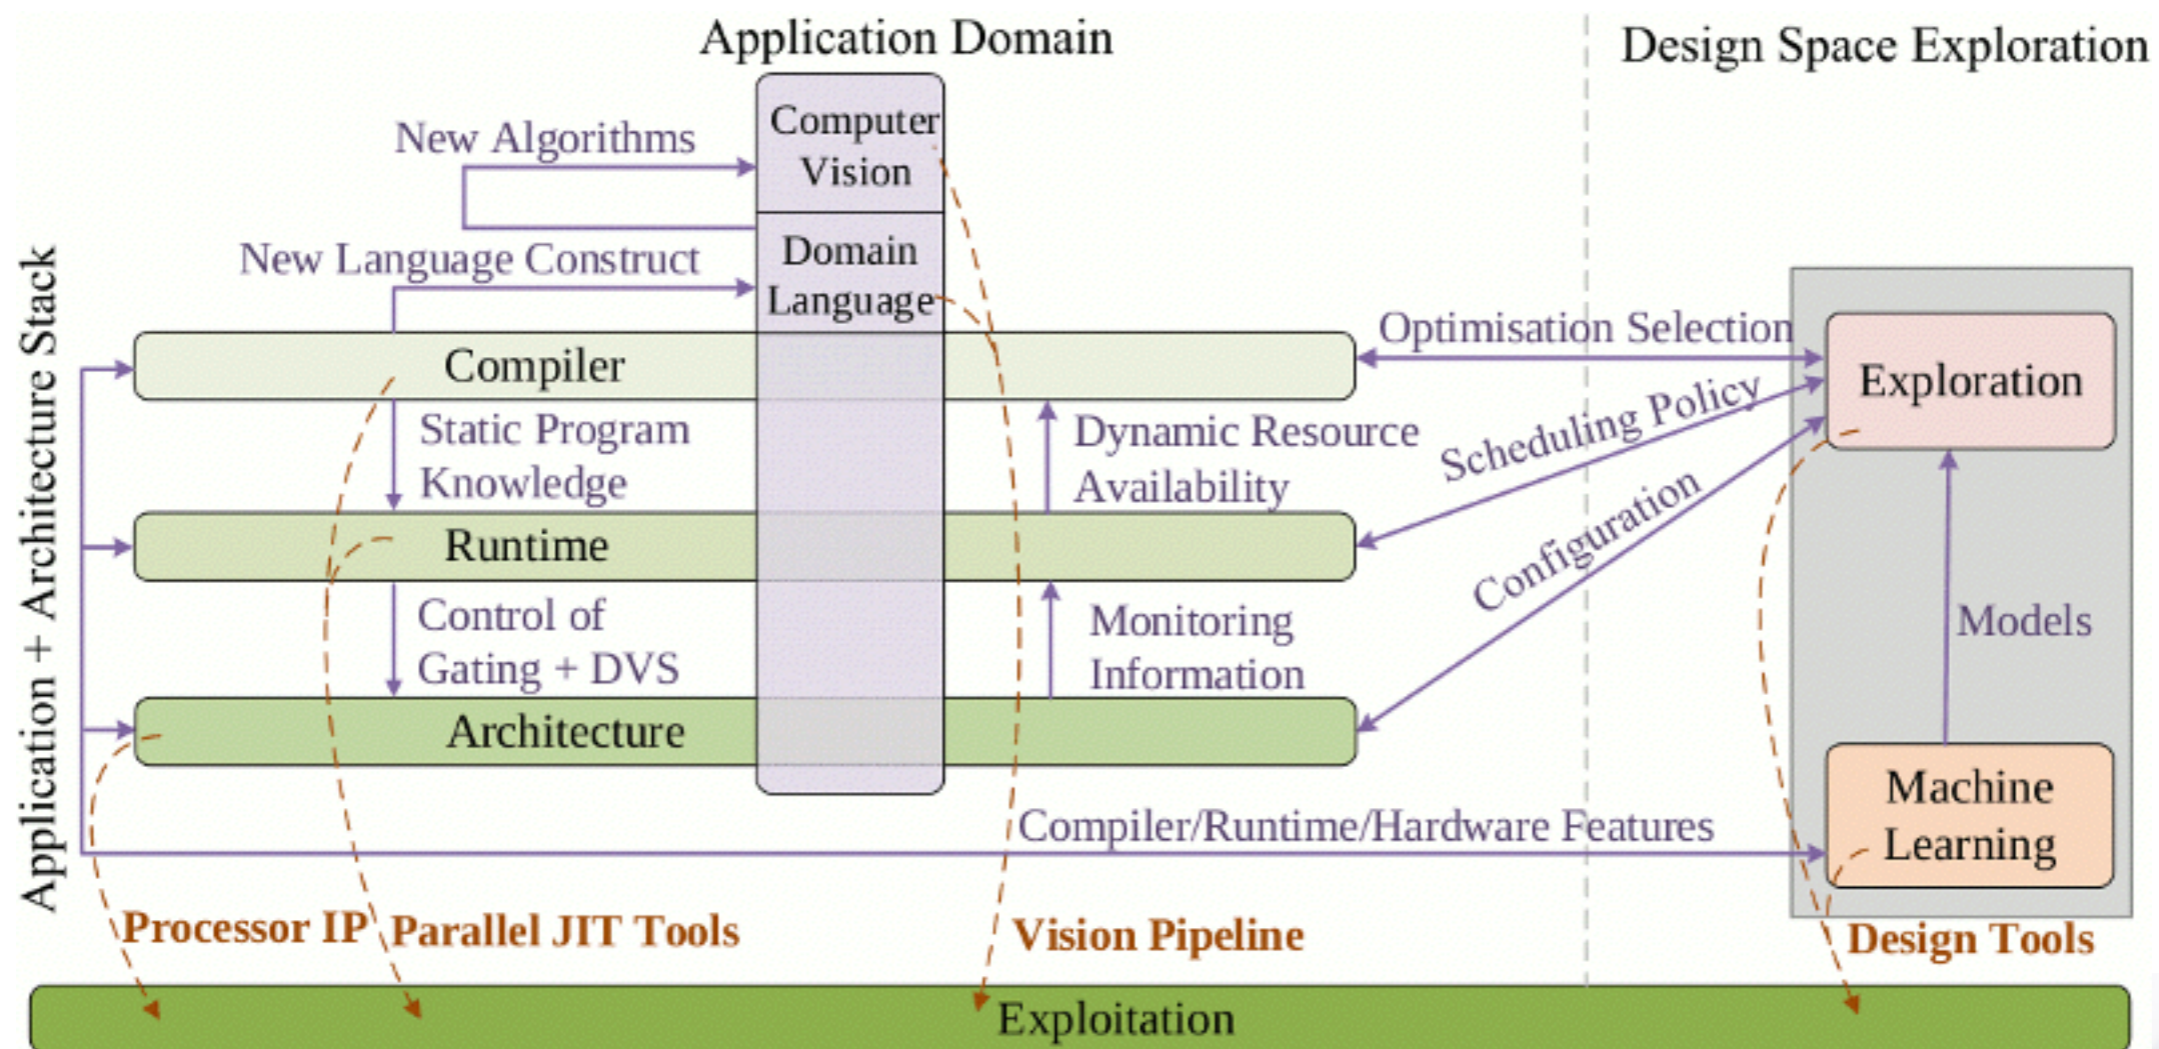 Application Domain
Design Space Exploration
Computer
Vision
New Algorithms
Domain
Language
New Language Construct
Application + Architecture Stack
Compiler
Optimisation Selection
Exploration
Static Program
Knowledge
Dynamic Resource
Availability
Scheduling Policy
Runtime
Configuration
Control of
Gating + DVS
Monitoring
Information
Models
Architecture
Machine
Learning
Compiler/Runtime/Hardware Features
Processor IP
Parallel JIT Tools
Vision Pipeline
Design Tools
Exploitation